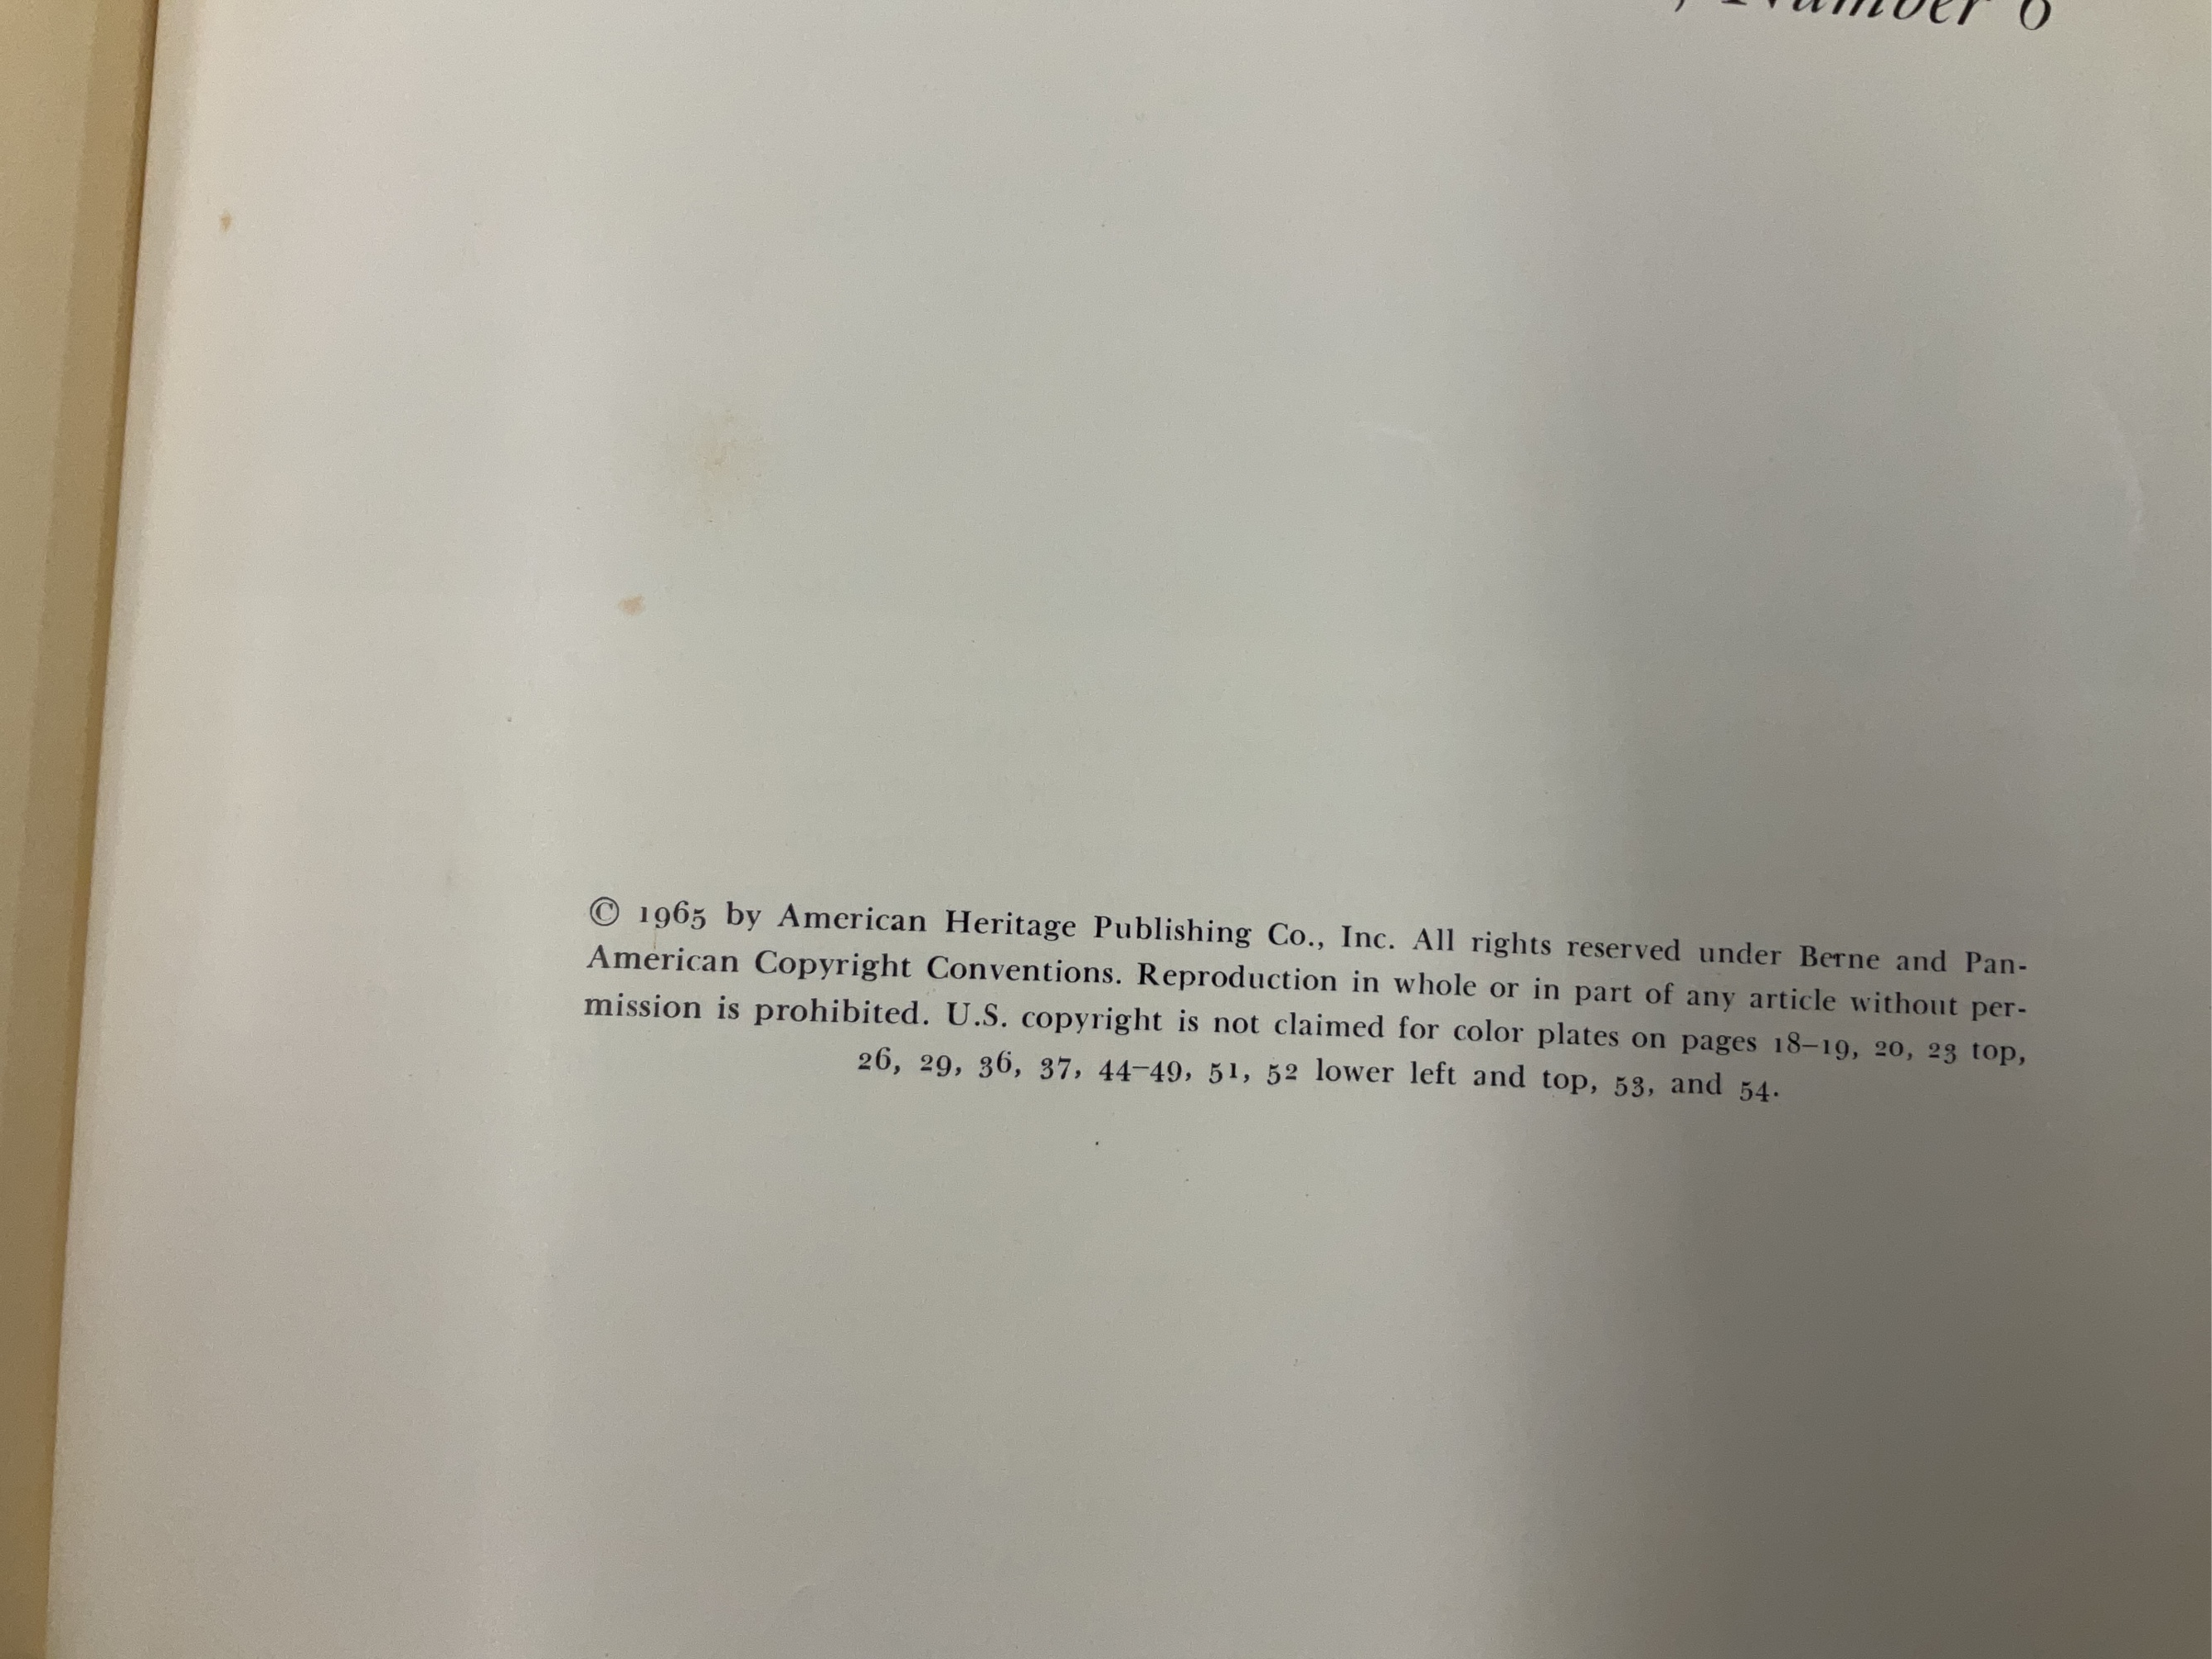 , Number 6
© 1965 by American Heritage Publishing Co., Inc. All rights reserved under Berne and Pan-
American Copyright Conventions. Reproduction in whole or in part of any article without per-
mission is prohibited. U.S. copyright is not claimed for color plates on pages 18–19, 20, 23 top,
26, 29, 36, 37, 44–49, 51, 52 lower left and top, 53, and 54.